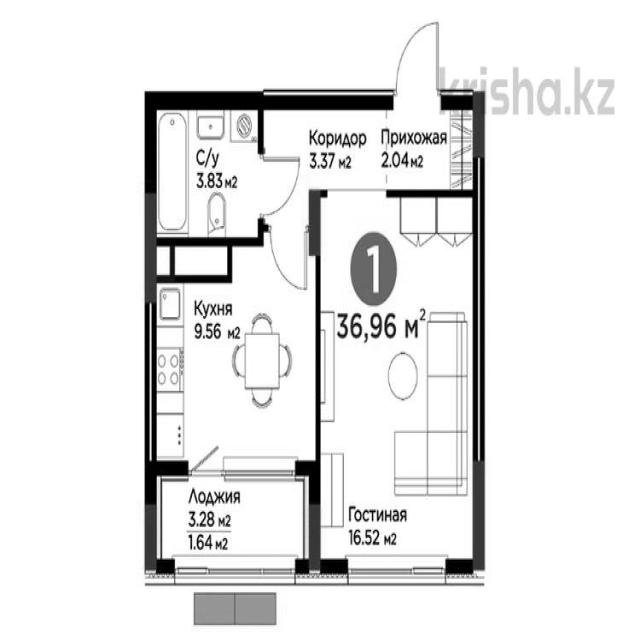 krisha.kz
С/у
3.83 м2
Коридор
3.37 м2
Прихожая
2.04 м2
1
36,96 м2
Кухня
9.56 м2
Лоджия
3.28 м2
1.64 м2
Гостиная
16.52 м2